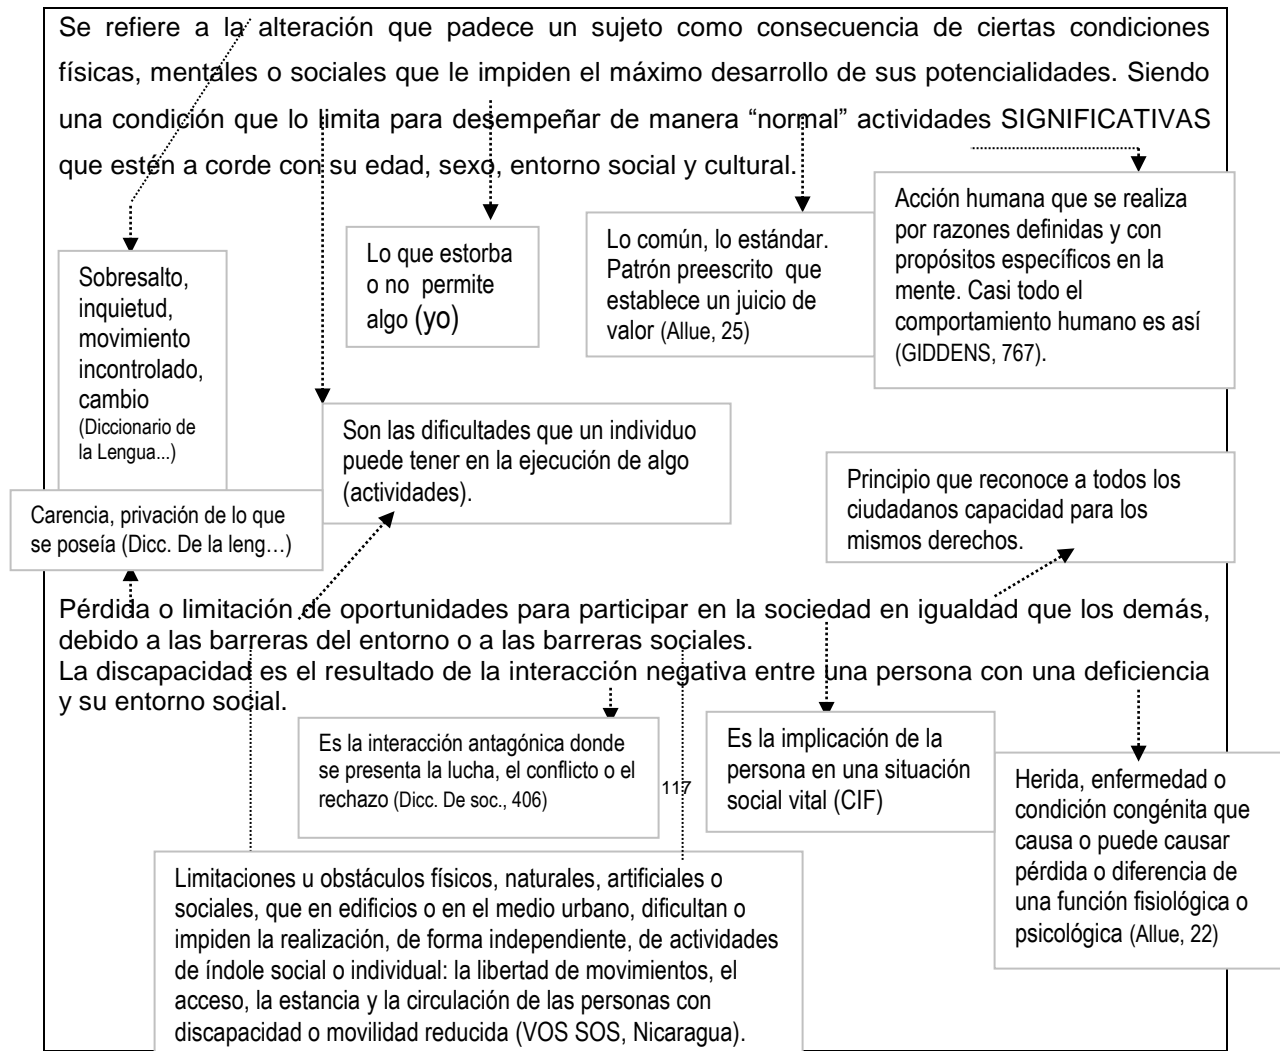 Se refiere a la alteración que padece un sujeto como consecuencia de ciertas condiciones
físicas, mentales o sociales que le impiden el máximo desarrollo de sus potencialidades. Siendo
una condición que lo limita para desempeñar de manera “normal” actividades SIGNIFICATIVAS
que estén a corde con su edad, sexo, entorno social y cultural.
Sobresalto,
inquietud,
movimiento
incontrolado,
cambio
(Diccionario de
la Lengua...)
Lo que estorba
o no permite
algo (yo)
Lo común, lo estándar.
Patrón preescrito que
establece un juicio de
valor (Allue, 25)
Acción humana que se realiza
por razones definidas y con
propósitos específicos en la
mente. Casi todo el
comportamiento humano es así
(GIDDENS, 767).
Son las dificultades que un individuo
puede tener en la ejecución de algo
(actividades).
Carencia, privación de lo que
se poseía (Dicc. De la leng…)
Principio que reconoce a todos los
ciudadanos capacidad para los
mismos derechos.
Pérdida o limitación de oportunidades para participar en la sociedad en igualdad que los demás,
debido a las barreras del entorno o a las barreras sociales.
La discapacidad es el resultado de la interacción negativa entre una persona con una deficiencia
y su entorno social.
Es la interacción antagónica donde
se presenta la lucha, el conflicto o el
rechazo (Dicc. De soc., 406)
117
Es la implicación de la
persona en una situación
social vital (CIF)
Herida, enfermedad o
condición congénita que
causa o puede causar
pérdida o diferencia de
una función fisiológica o
psicológica (Allue, 22)
Limitaciones u obstáculos físicos, naturales, artificiales o
sociales, que en edificios o en el medio urbano, dificultan o
impiden la realización, de forma independiente, de actividades
de índole social o individual: la libertad de movimientos, el
acceso, la estancia y la circulación de las personas con
discapacidad o movilidad reducida (VOS SOS, Nicaragua).